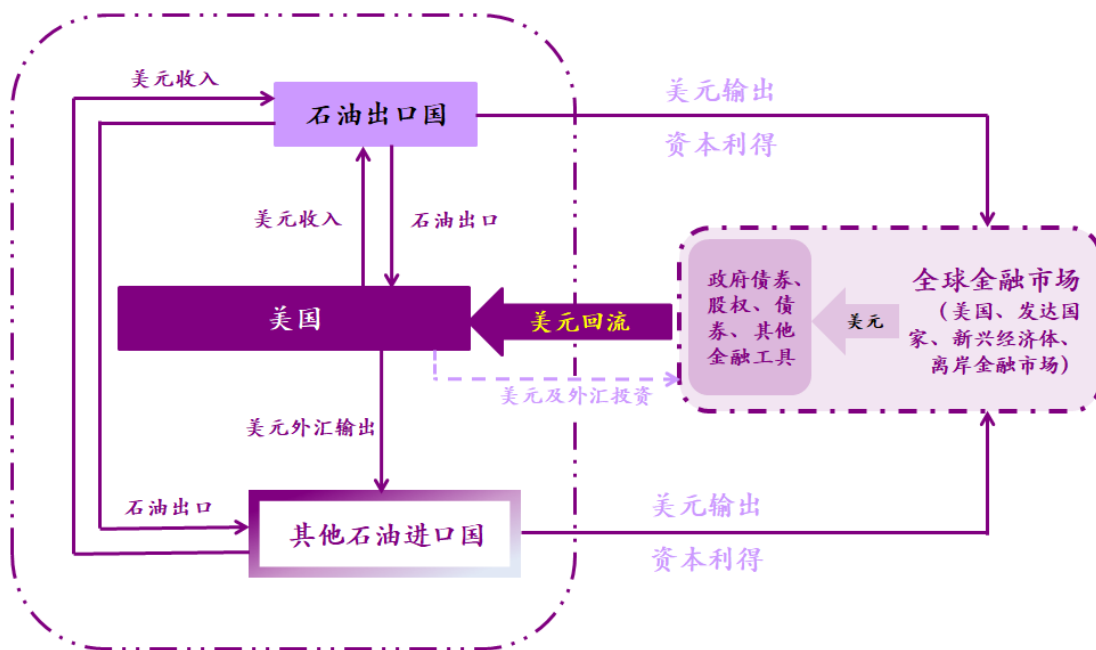 美元收入
石油出口国
美元输出
资本利得
美元收入
石油出口
美国
美元回流
政府债券、
股权、债
券、其他
金融工具
美元
全球金融市场
（美国、发达国
家、新兴经济体、
离岸金融市场）
美元及外汇投资
美元外汇输出
石油出口
其他石油进口国
美元输出
资本利得